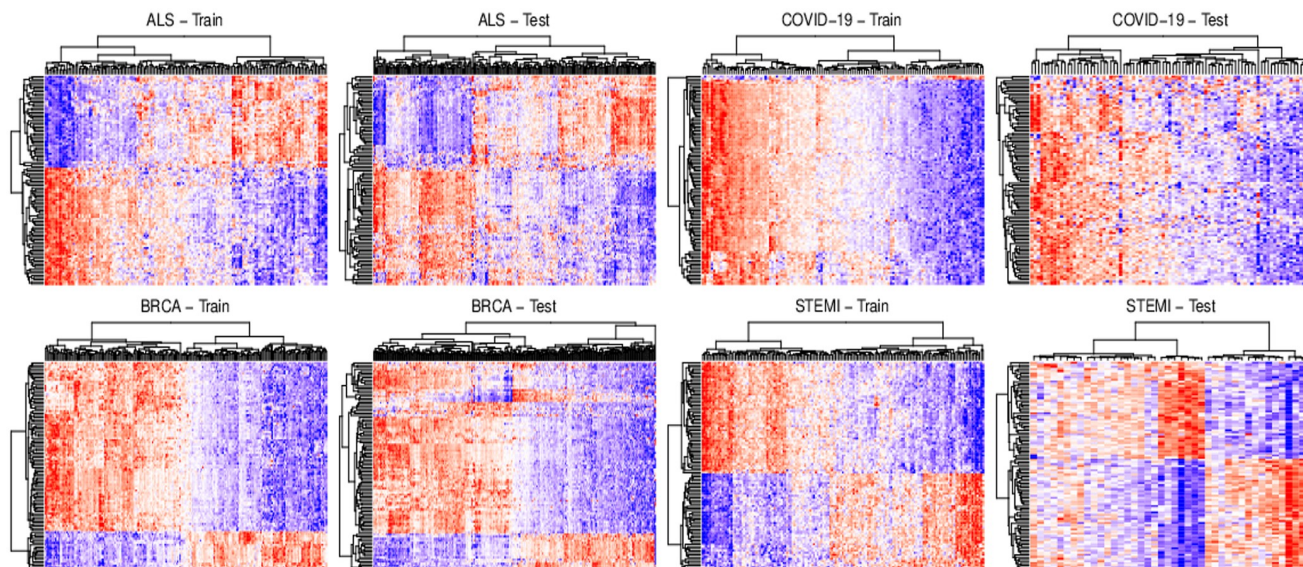 ALS – Train
ALS – Test
COVID–19 – Train
COVID–19 – Test
BRCA – Train
BRCA – Test
STEMI – Train
STEMI – Test